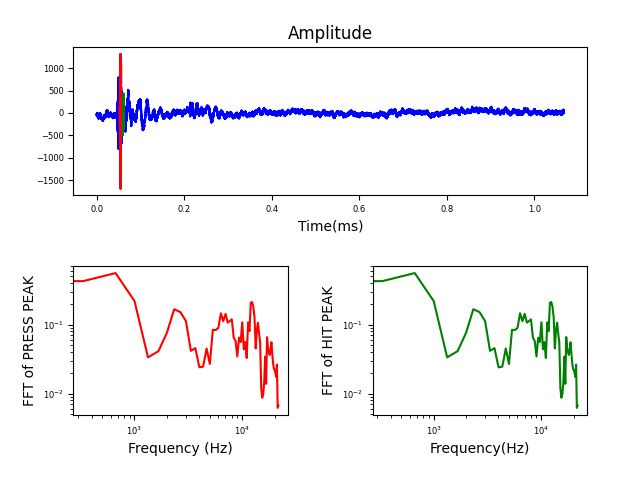 Amplitude
1000
500
0
−500
−1000
−1500
0.0 0.2 0.4 0.6 0.8 1.0
Time(ms)
FFT of PRESS PEAK
10⁻¹
10⁻²
10³ 10⁴
Frequency (Hz)
FFT of HIT PEAK
10⁻¹
10⁻²
10³ 10⁴
Frequency(Hz)